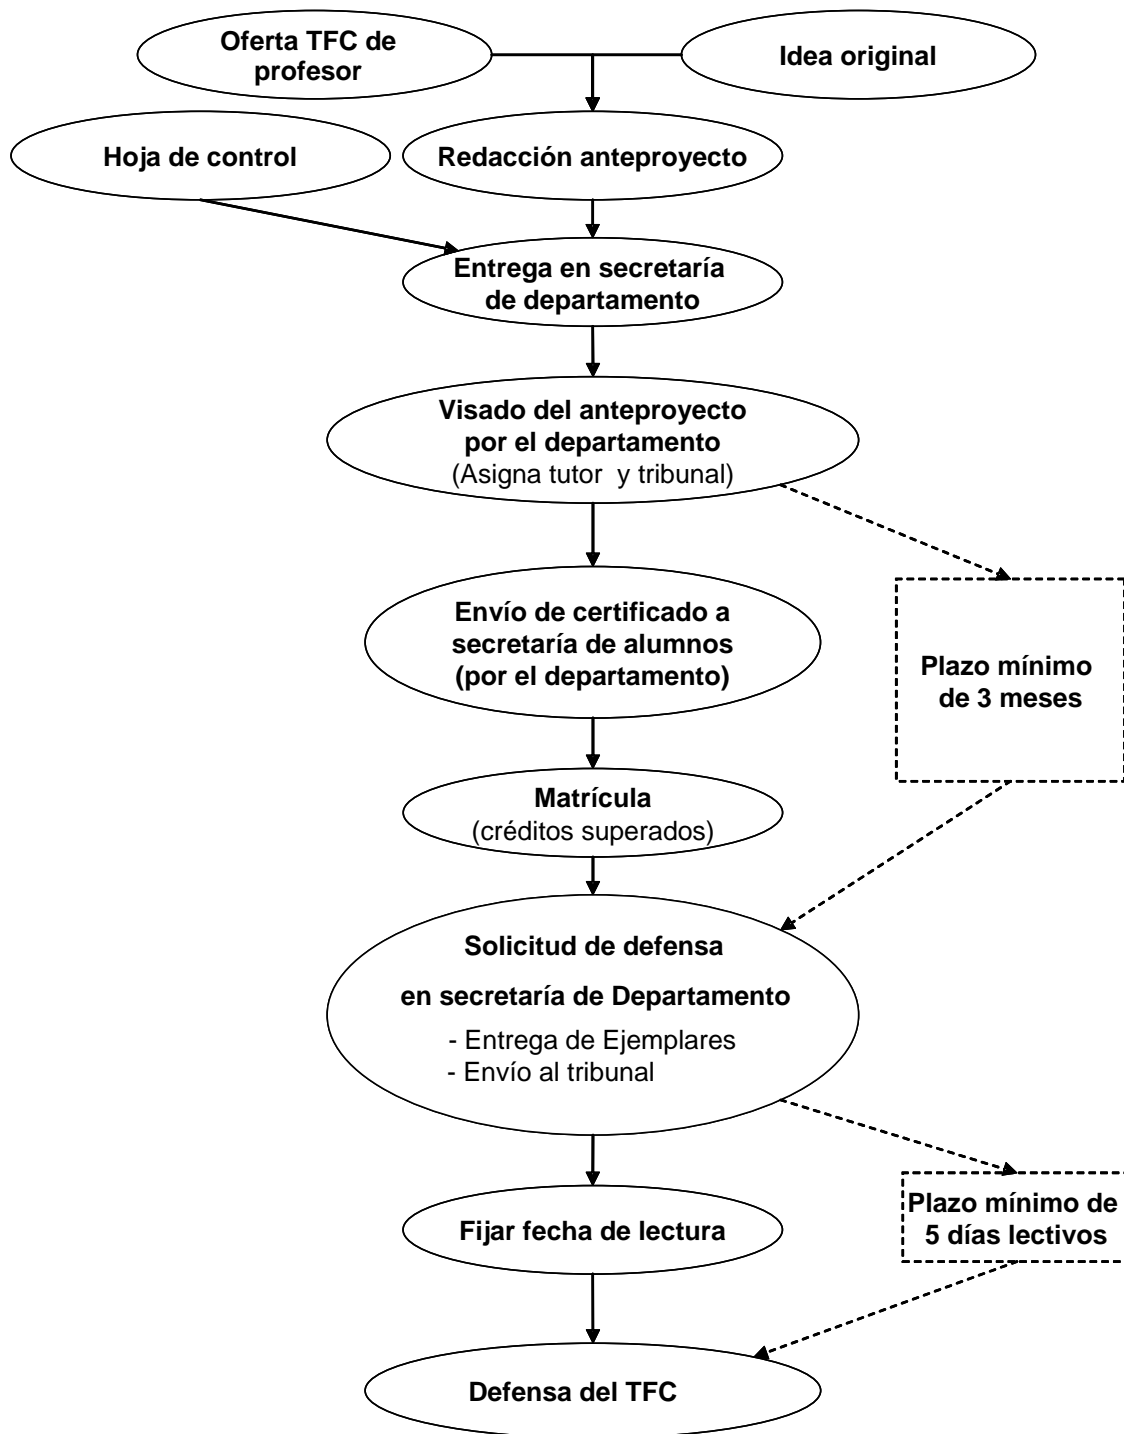 Oferta TFC de
profesor
Idea original
Hoja de control
Redacción anteproyecto
Entrega en secretaría
de departamento
Visado del anteproyecto
por el departamento
(Asigna tutor y tribunal)
Envío de certificado a
secretaría de alumnos
(por el departamento)
Plazo mínimo
de 3 meses
Matrícula
(créditos superados)
Solicitud de defensa
en secretaría de Departamento
- Entrega de Ejemplares
- Envío al tribunal
Plazo mínimo de
5 días lectivos
Fijar fecha de lectura
Defensa del TFC